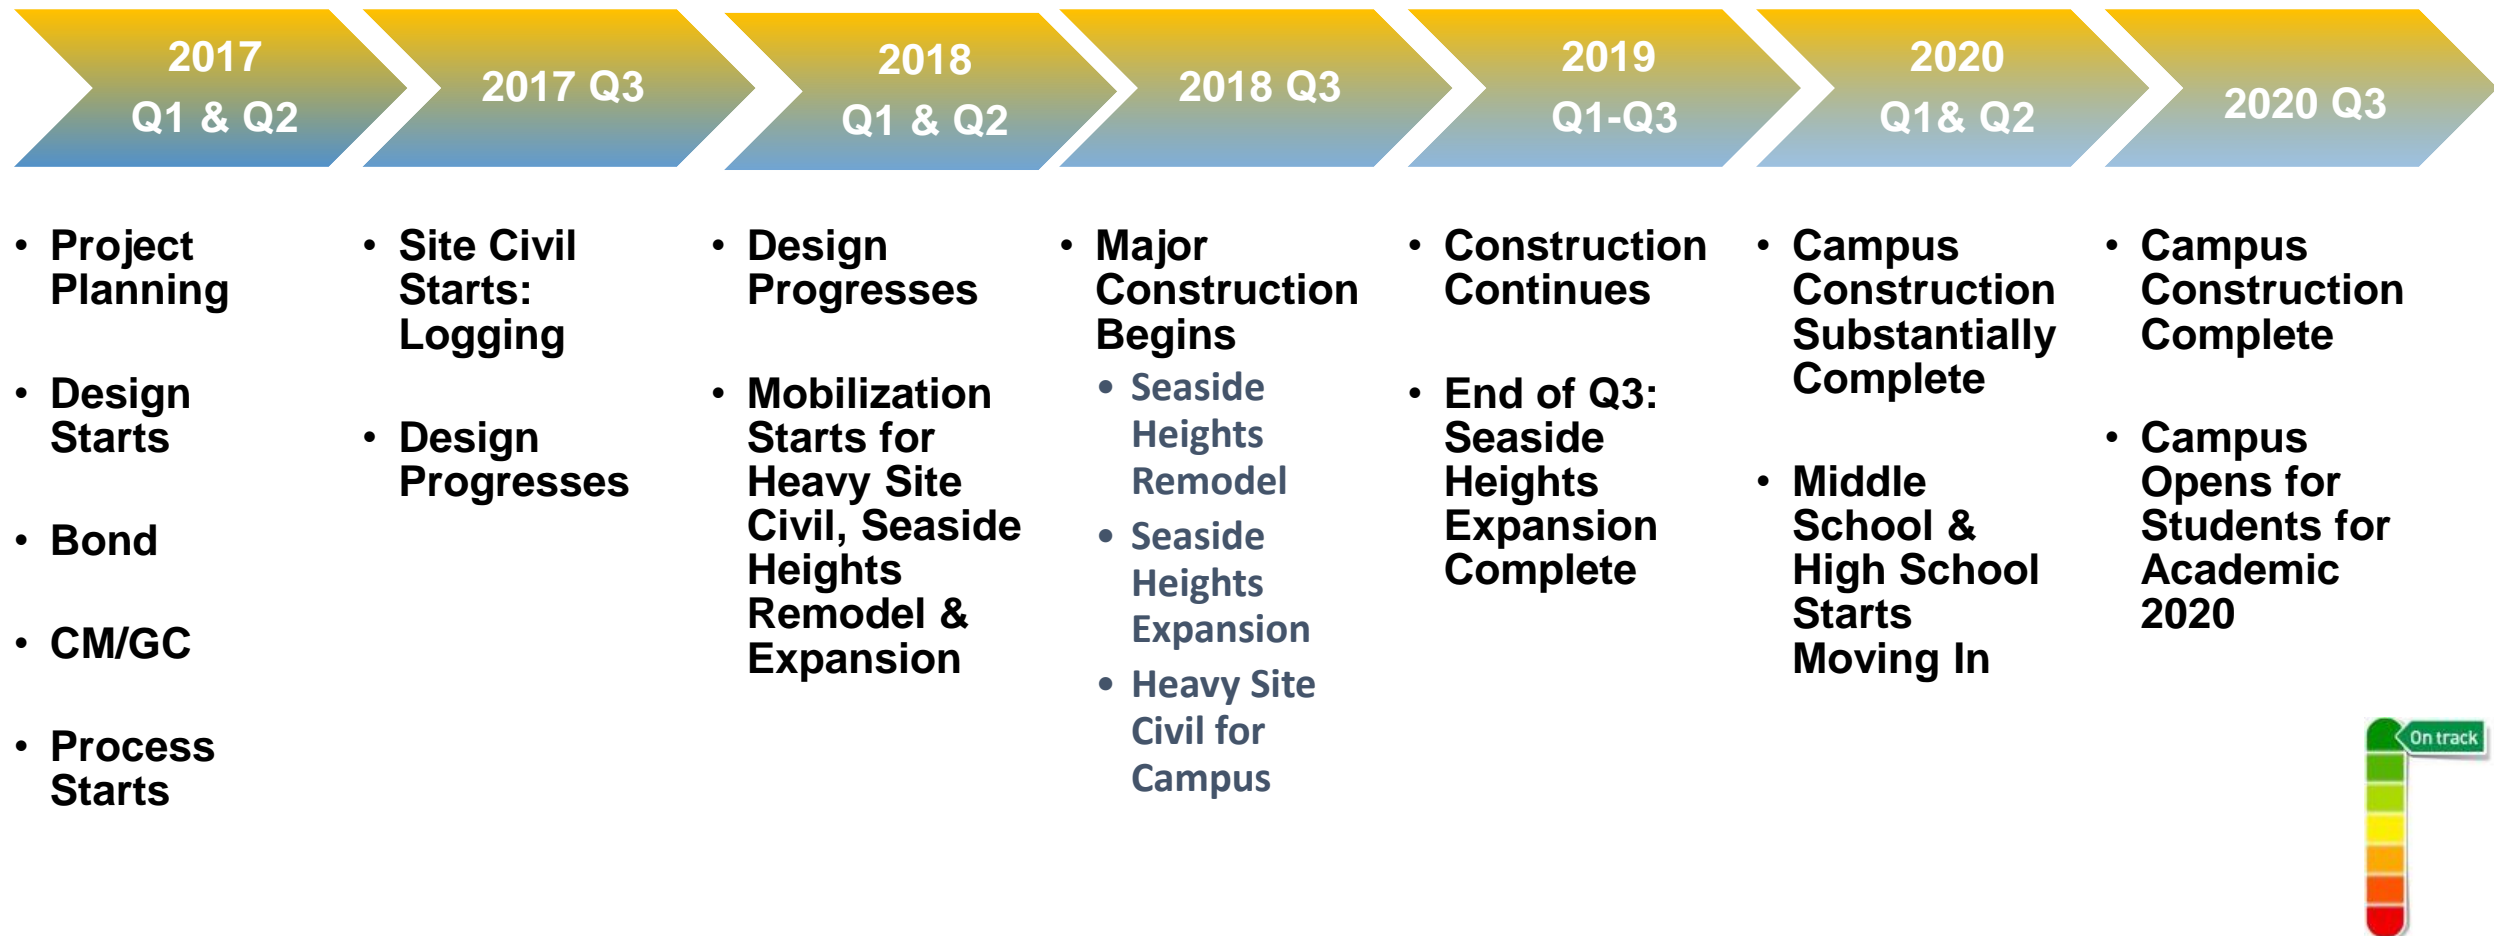 2017
Q1 & Q2
2017 Q3
2018
Q1 & Q2
2018 Q3
2019
Q1-Q3
2020
Q1& Q2
2020 Q3
• Project
Planning
• Design
Starts
• Bond
• CM/GC
• Process
Starts
• Site Civil
Starts:
Logging
• Design
Progresses
• Design
Progresses
• Mobilization
Starts for
Heavy Site
Civil, Seaside
Heights
Remodel &
Expansion
• Major
Construction
Begins
• Seaside
Heights
Remodel
• Seaside
Heights
Expansion
• Heavy Site
Civil for
Campus
• Construction
Continues
• End of Q3:
Seaside
Heights
Expansion
Complete
• Campus
Construction
Substantially
Complete
• Middle
School &
High School
Starts
Moving In
• Campus
Construction
Complete
• Campus
Opens for
Students for
Academic
2020
On track